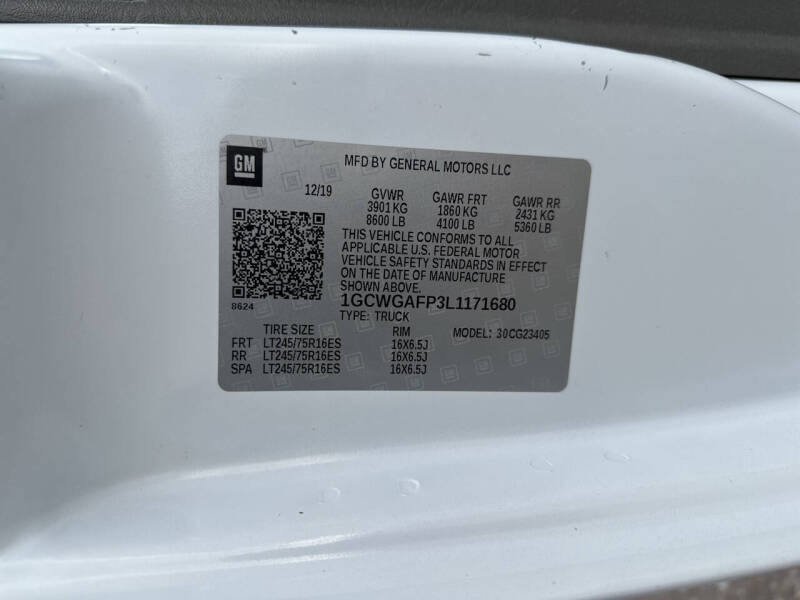 GM
MFD BY GENERAL MOTORS LLC
12/19 GVWR GAWR FRT GAWR RR
3901 KG 1860 KG 2431 KG
8600 LB 4100 LB 5360 LB
THIS VEHICLE CONFORMS TO ALL
APPLICABLE U.S. FEDERAL MOTOR
VEHICLE SAFETY STANDARDS IN EFFECT
ON THE DATE OF MANUFACTURE
SHOWN ABOVE.
8624
1GCWGAFP3L1171680
TYPE: TRUCK
TIRE SIZE RIM MODEL: 30CG23405
FRT LT245/75R16ES 16X6.5J
RR LT245/75R16ES 16X6.5J
SPA LT245/75R16ES 16X6.5J